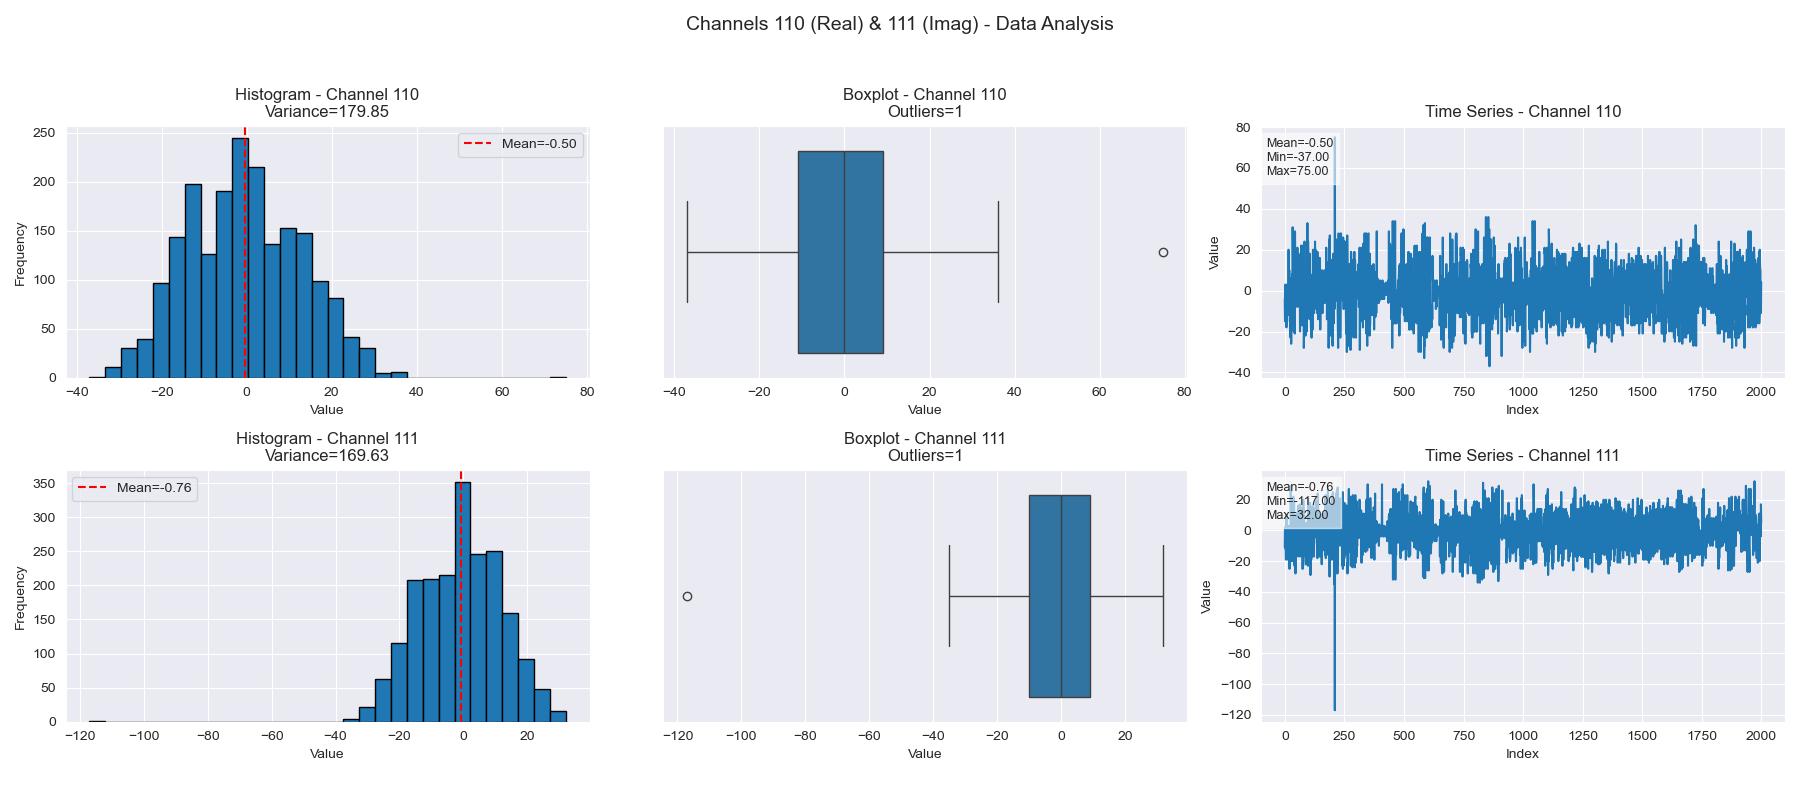 Channels 110 (Real) & 111 (Imag) - Data Analysis
Histogram - Channel 110
Variance=179.85
Mean=-0.50
Frequency
250
200
150
100
50
0
−40 −20 0 20 40 60 80
Value
Boxplot - Channel 110
Outliers=1
−40 −20 0 20 40 60 80
Value
Time Series - Channel 110
Mean=-0.50
Min=-37.00
Max=75.00
Value
80
60
40
20
0
−20
−40
0 250 500 750 1000 1250 1500 1750 2000
Index
Histogram - Channel 111
Variance=169.63
Mean=-0.76
Frequency
350
300
250
200
150
100
50
0
−120 −100 −80 −60 −40 −20 0 20
Value
Boxplot - Channel 111
Outliers=1
−120 −100 −80 −60 −40 −20 0 20
Value
Time Series - Channel 111
Mean=-0.76
Min=-117.00
Max=32.00
Value
20
0
−20
−40
−60
−80
−100
−120
0 250 500 750 1000 1250 1500 1750 2000
Index